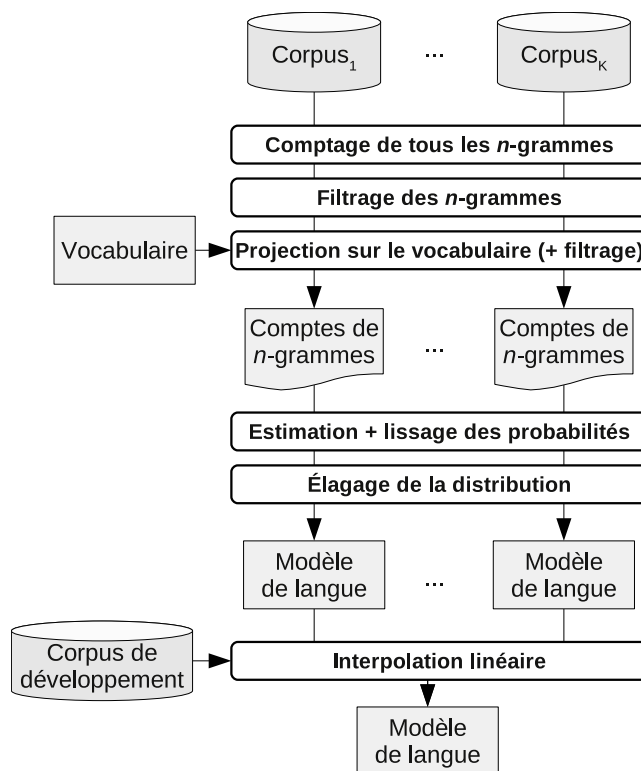 Corpus1 ... CorpusK
Comptage de tous les n-grammes
Filtrage des n-grammes
Vocabulaire
Projection sur le vocabulaire (+ filtrage)
Comptes de
n-grammes
...
Comptes de
n-grammes
Estimation + lissage des probabilités
Élagage de la distribution
Modèle
de langue
...
Modèle
de langue
Corpus de
développement
Interpolation linéaire
Modèle
de langue